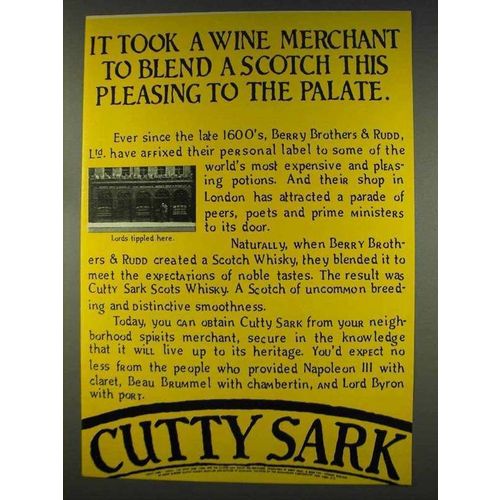 IT TOOK A WINE MERCHANT
TO BLEND A SCOTCH THIS
PLEASING TO THE PALATE.
Ever since the late 1600's, Berry Brothers & Rudd,
Ltd. have affixed their personal label to some of the
world's most expensive and pleas-
ing potions. And their shop in
London has attracted a parade of
peers, poets and prime ministers
to its door.
Lords tippled here.
Naturally, when Berry Broth-
ers & Rudd created a Scotch Whisky, they blended it to
meet the expectations of noble tastes. The result was
Cutty Sark Scots Whisky. A Scotch of uncommon breed-
ing and distinctive smoothness.
Today, you can obtain Cutty Sark from your neigh-
borhood spirits merchant, secure in the knowledge
that it will live up to its heritage. You'd expect no
less from the people who provided Napoleon III with
claret, Beau Brummel with chambertin, and Lord Byron
with port.
CUTTY SARK